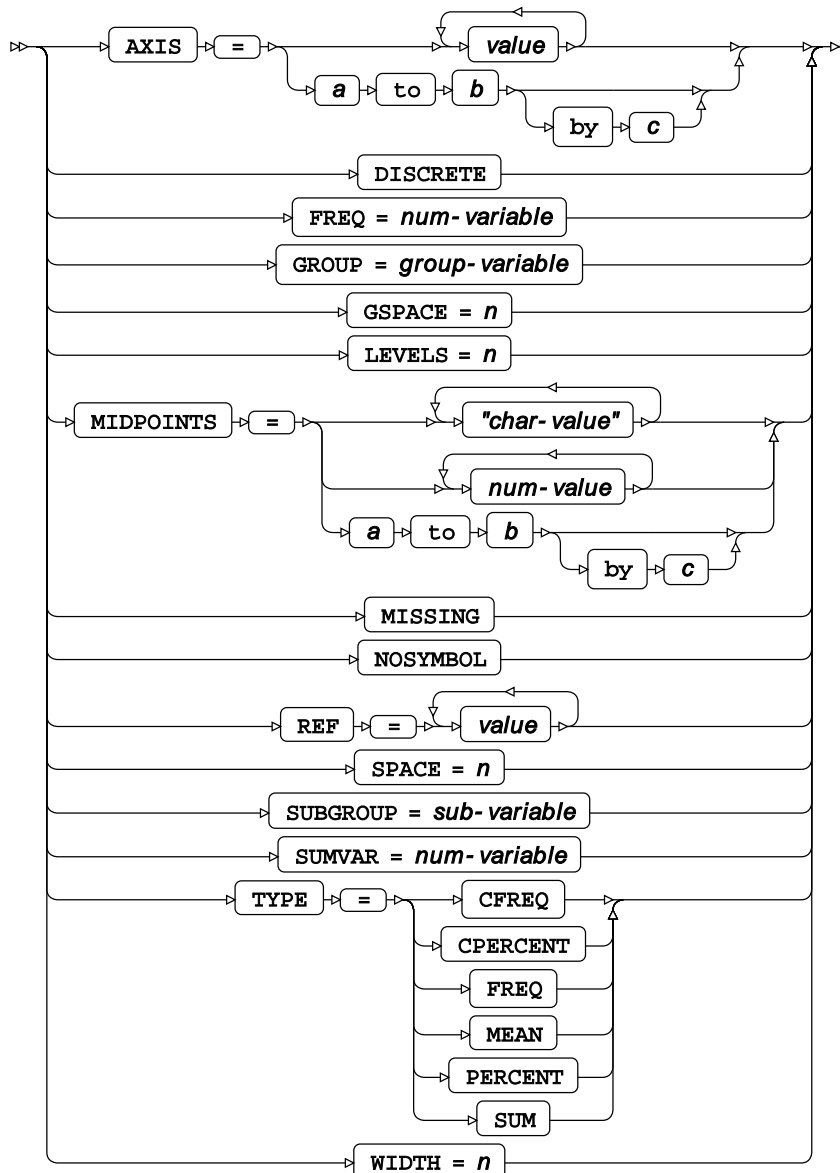 AXIS = value
a to b
by c
DISCRETE
FREQ = num-variable
GROUP = group-variable
GSPACE = n
LEVELS = n
MIDPOINTS = "char-value"
num-value
a to b
by c
MISSING
NOSYMBOL
REF = value
SPACE = n
SUBGROUP = sub-variable
SUMVAR = num-variable
TYPE = CFREQ
CPERCENT
FREQ
MEAN
PERCENT
SUM
WIDTH = n